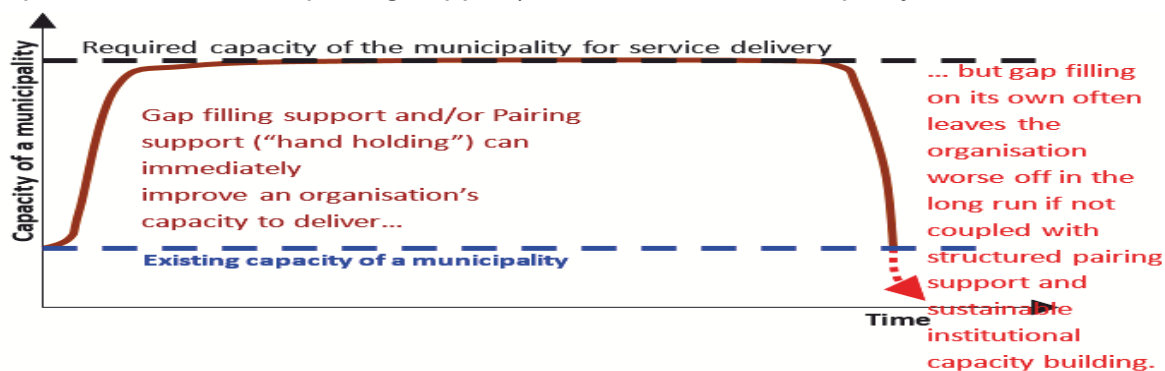 Capacity of a municipality
Required capacity of the municipality for service delivery
Gap filling support and/or Pairing
support (“hand holding”) can
immediately
improve an organisation’s
capacity to deliver...
Existing capacity of a municipality
... but gap filling
on its own often
leaves the
organisation
worse off in the
long run if not
coupled with
structured pairing
support and
sustainable
institutional
capacity building.
Time